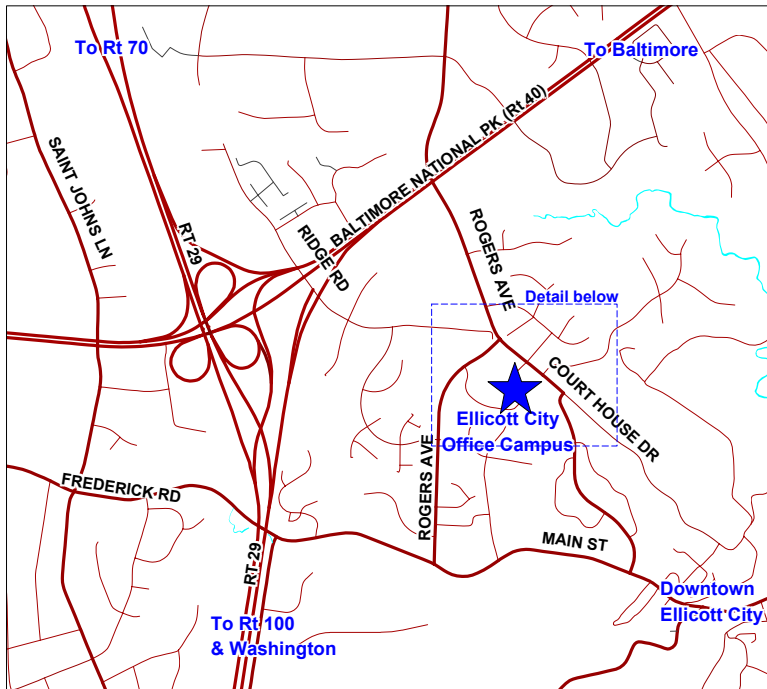 To Rt 70
To Baltimore
SAINT JOHNS LN
BALTIMORE NATIONAL PK (Rt 40)
RT 29
RIDGE RD
ROGERS AVE
Detail below
COURT HOUSE DR
Ellicott City
Office Campus
ROGERS AVE
FREDERICK RD
MAIN ST
RT 29
Downtown
Ellicott City
To Rt 100
& Washington